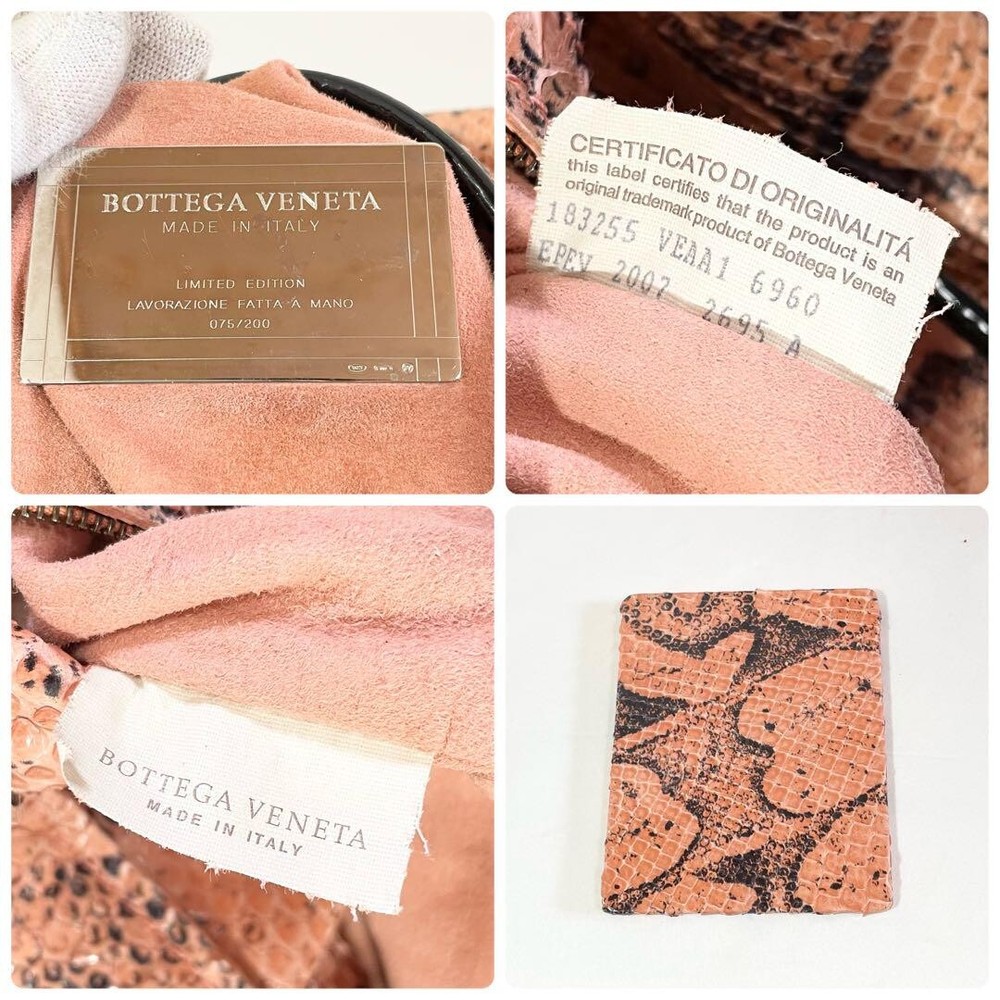 BOTTEGA VENETA
MADE IN ITALY
LIMITED EDITION
LAVORAZIONE FATTA A MANO
075/200
CERTIFICATO DI ORIGINALITÁ
this label certifies that the product is an
original trademark product of Bottega Veneta
183255 VEAA1 6960
EPEV 2007 2695 A
BOTTEGA VENETA
MADE IN ITALY